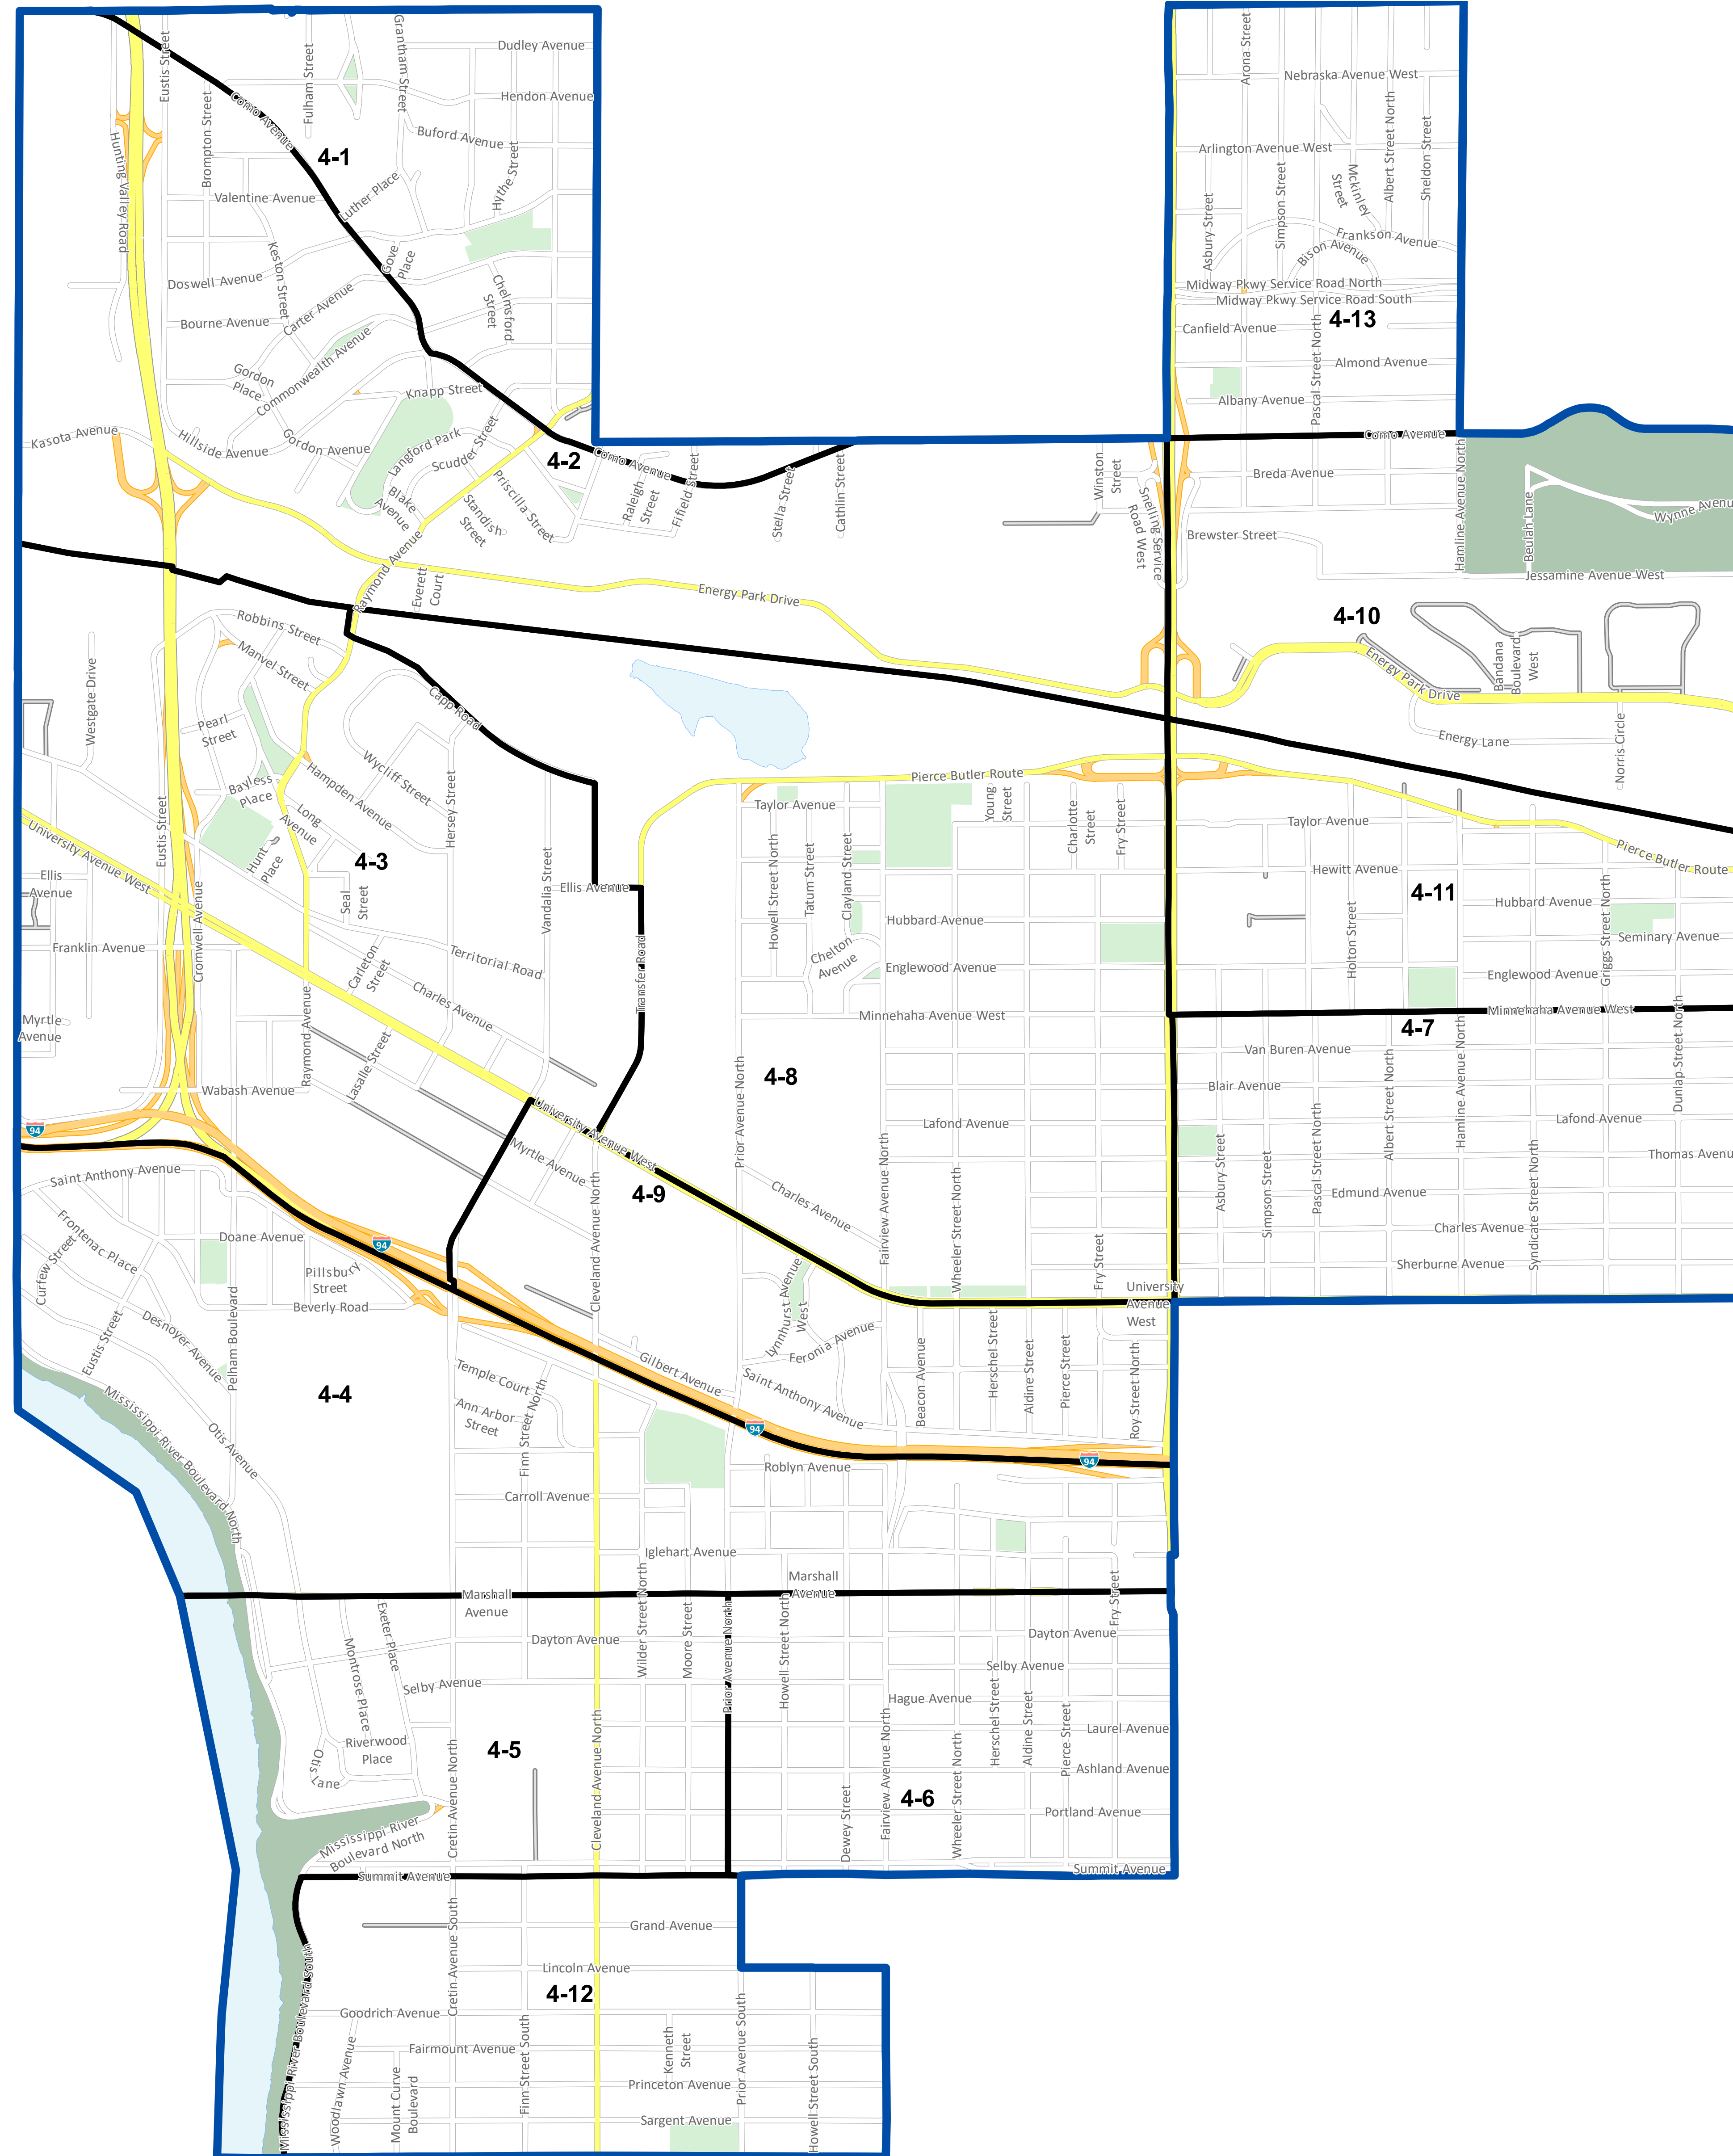 Dudley Avenue
Hendon Avenue
Buford Avenue
Eustis Street
Fulham Street
Grantham Street
Brompton Street
Como Avenue
4-1
Hunting Valley Road
Valentine Avenue
Luther Place
Hythe Street
Keston Street
Gove
Place
Doswell Avenue
Carter Avenue
Chelmsford
Street
Bourne Avenue
Commonwealth Avenue
Gordon
Place
Knapp Street
Kasota Avenue
Hillside Avenue
Gordon Avenue
Langford Park
Scudder Street
4-2
Como Avenue
Blake
Avenue
Standish
Street
Priscilla Street
Raleigh
Street
Fifield Street
Stella Street
Cathlin Street
Winston
Street
Snelling Service
Road West
Raymond Avenue
Everett
Court
Energy Park Drive
Arona Street
Nebraska Avenue West
Albert Street North
Sheldon Street
Arlington Avenue West
Simpson Street
Mckinley
Street
Asbury Street
Frankson Avenue
Bison Avenue
Midway Pkwy Service Road North
Midway Pkwy Service Road South
4-13
Canfield Avenue
Pascal Street North
Almond Avenue
Albany Avenue
Como Avenue
Breda Avenue
Hamline Avenue North
Beulah Lane
Wynne Avenu
Brewster Street
Jessamine Avenue West
4-10
Energy Park Drive
Bandana
Boulevard
West
Energy Lane
Norris Circle
Robbins Street
Manvel Street
Westgate Drive
Capp Road
Pearl
Street
Wycliff Street
Bayless
Place
Hampden Avenue
Hersey Street
Long
Avenue
Hunt
Place
4-3
Eustis Street
University Avenue West
Ellis
Avenue
Seal
Street
Vandalia Street
Ellis Avenue
Cromwell Avenue
Franklin Avenue
Carleton
Street
Territorial Road
Charles Avenue
Transfer Road
Myrtle
Avenue
Raymond Avenue
Lasalle Street
Wabash Avenue
94
Pierce Butler Route
Taylor Avenue
Young
Street
Charlotte
Street
Fry Street
Howell Street North
Tatum Street
Clayland Street
Hubbard Avenue
Chelton
Avenue
Englewood Avenue
Minnehaha Avenue West
4-8
Prior Avenue North
Lafond Avenue
Fairview Avenue North
Wheeler Street North
Charles Avenue
Fry Street
Taylor Avenue
Pierce Butler Route
Hewitt Avenue
4-11
Hubbard Avenue
Holton Street
Griggs Street North
Seminary Avenue
Englewood Avenue
Minnehaha Avenue West
4-7
Van Buren Avenue
Hamline Avenue North
Dunlap Street North
Blair Avenue
Albert Street North
Lafond Avenue
Pascal Street North
Asbury Street
Simpson Street
Syndicate Street North
Thomas Avenu
Edmund Avenue
Charles Avenue
Sherburne Avenue
University
Avenue
West
University Avenue West
Myrtle Avenue
4-9
Cleveland Avenue North
Saint Anthony Avenue
Frontenac Place
Curfew Street
Doane Avenue
94
Pillsbury
Street
Beverly Road
Pelham Boulevard
Eustis Street
Desnoyer Avenue
4-4
Mississippi River Boulevard North
Otis Avenue
Temple Court
Ann Arbor
Street
Finn Street North
Gilbert Avenue
Lynnhurst Avenue
West
Feronia Avenue
Saint Anthony Avenue
Beacon Avenue
Herschel Street
Aldine Street
Pierce Street
Roy Street North
94
94
Roblyn Avenue
Carroll Avenue
Iglehart Avenue
Marshall
Avenue
Marshall
Avenue
Fry Street
Exeter Place
Montrose Place
Dayton Avenue
Wilder Street North
Moore Street
Prior Avenue North
Howell Street North
Dayton Avenue
Selby Avenue
Selby Avenue
Hague Avenue
Herschel Street
Aldine Street
Pierce Street
Laurel Avenue
Riverwood
Place
Otis
Lane
4-5
Cretin Avenue North
Cleveland Avenue North
Ashland Avenue
4-6
Dewey Street
Fairview Avenue North
Wheeler Street North
Portland Avenue
Mississippi River
Boulevard North
Summit Avenue
Summit Avenue
Grand Avenue
Cretin Avenue South
Lincoln Avenue
4-12
Mississippi River Boulevard South
Goodrich Avenue
Fairmount Avenue
Finn Street South
Kenneth
Street
Prior Avenue South
Howell Street South
Woodlawn Avenue
Mount Curve
Boulevard
Princeton Avenue
Sargent Avenue